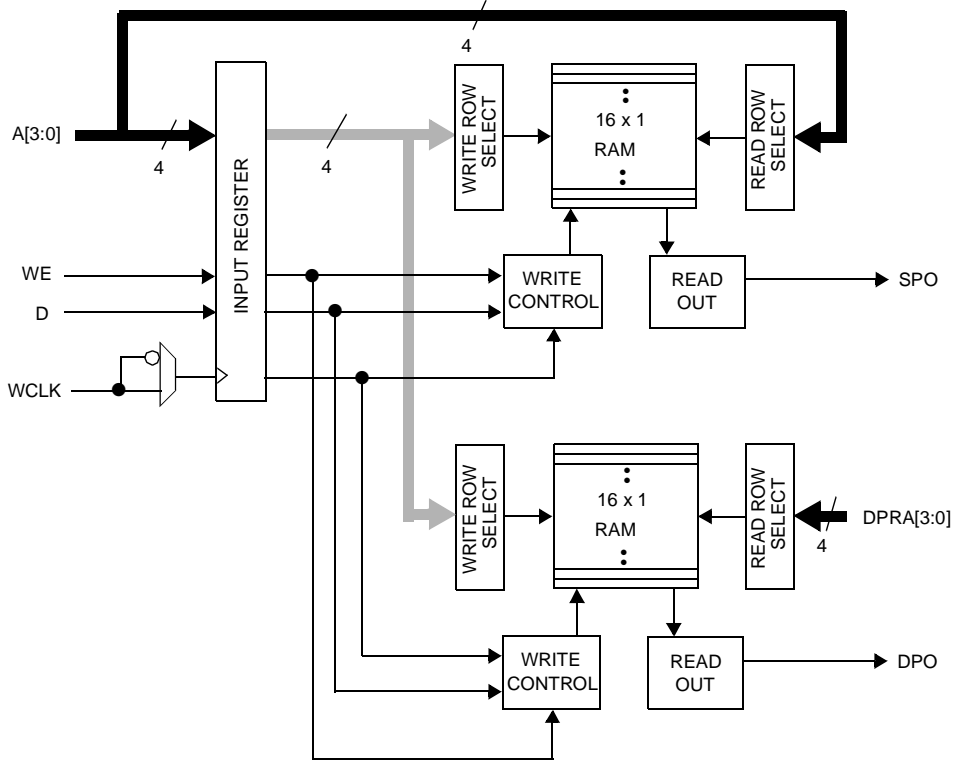 4
A[3:0]
4
INPUT REGISTER
4
WRITE ROW
SELECT
16 x 1
RAM
READ ROW
SELECT
WE
D
WCLK
WRITE
CONTROL
READ
OUT
SPO
WRITE ROW
SELECT
16 x 1
RAM
READ ROW
SELECT
4
DPRA[3:0]
WRITE
CONTROL
READ
OUT
DPO